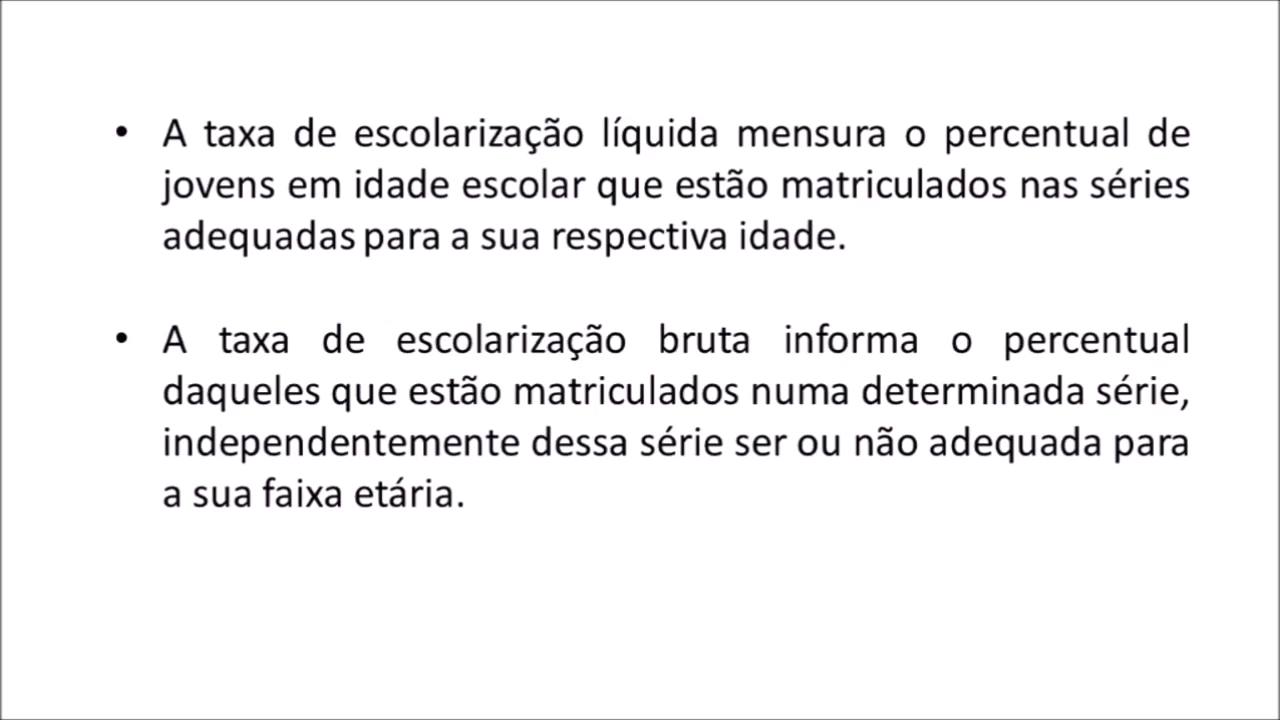 • A taxa de escolarização líquida mensura o percentual de
jovens em idade escolar que estão matriculados nas séries
adequadas para a sua respectiva idade.
• A taxa de escolarização bruta informa o percentual
daqueles que estão matriculados numa determinada série,
independentemente dessa série ser ou não adequada para
a sua faixa etária.